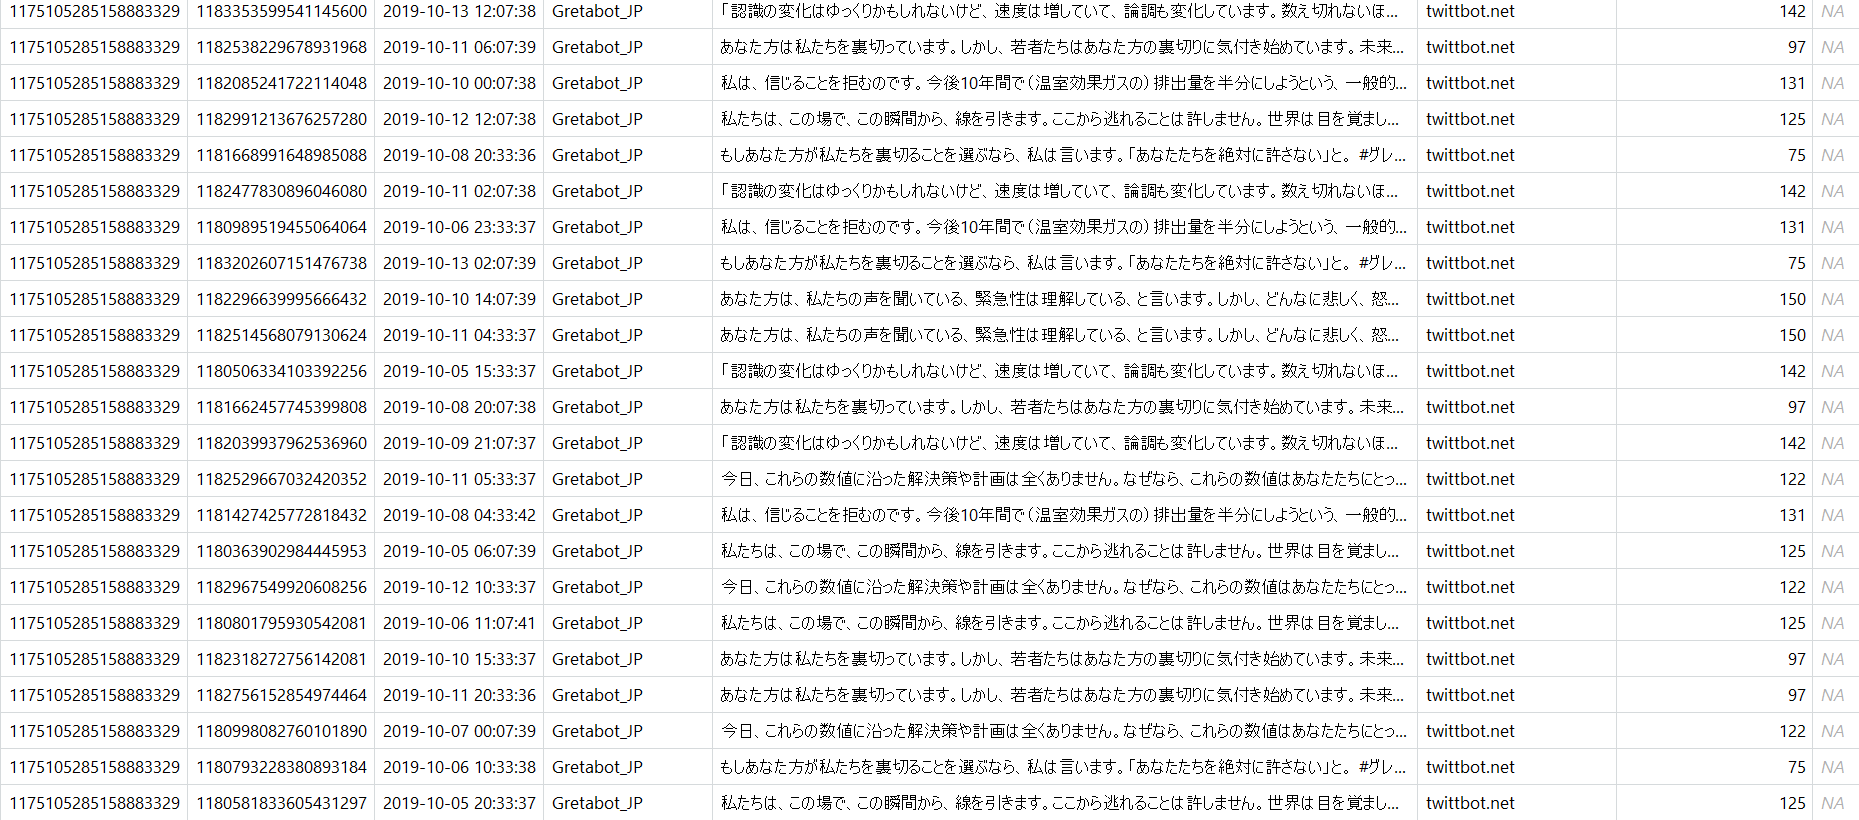 1175105285158883329 1183353599541145600 2019-10-13 12:07:38 Gretabot_JP 「認識の変化はゆっくりかもしれないけど、速度は増していて、論調も変化しています。数え切れないほ... twittbot.net 142 NA
1175105285158883329 1182538229678931968 2019-10-11 06:07:39 Gretabot_JP あなた方は私たちを裏切っています。しかし、若者たちはあなた方の裏切りに気付き始めています。未来... twittbot.net 97 NA
1175105285158883329 1182085241722114048 2019-10-10 00:07:38 Gretabot_JP 私は、信じることを拒むのです。今後10年間で(温室効果ガスの)排出量を半分にしようという、一般的... twittbot.net 131 NA
1175105285158883329 1182991213676257280 2019-10-12 12:07:38 Gretabot_JP 私たちは、この場で、この瞬間から、線を引きます。ここから逃れることは許しません。世界は目を覚まし... twittbot.net 125 NA
1175105285158883329 1181668991648985088 2019-10-08 20:33:36 Gretabot_JP もしあなた方が私たちを裏切ることを選ぶなら、私は言います。「あなたたちを絶対に許さない」と。 #グレ... twittbot.net 75 NA
1175105285158883329 1182477830896046080 2019-10-11 02:07:38 Gretabot_JP 「認識の変化はゆっくりかもしれないけど、速度は増していて、論調も変化しています。数え切れないほ... twittbot.net 142 NA
1175105285158883329 1180989519455064064 2019-10-06 23:33:37 Gretabot_JP 私は、信じることを拒むのです。今後10年間で(温室効果ガスの)排出量を半分にしようという、一般的... twittbot.net 131 NA
1175105285158883329 1183202607151476738 2019-10-13 02:07:39 Gretabot_JP もしあなた方が私たちを裏切ることを選ぶなら、私は言います。「あなたたちを絶対に許さない」と。 #グレ... twittbot.net 75 NA
1175105285158883329 1182296639995666432 2019-10-10 14:07:39 Gretabot_JP あなた方は、私たちの声を聞いている、緊急性は理解している、と言います。しかし、どんなに悲しく、怒... twittbot.net 150 NA
1175105285158883329 1182514568079130624 2019-10-11 04:33:37 Gretabot_JP あなた方は、私たちの声を聞いている、緊急性は理解している、と言います。しかし、どんなに悲しく、怒... twittbot.net 150 NA
1175105285158883329 1180506334103392256 2019-10-05 15:33:37 Gretabot_JP 「認識の変化はゆっくりかもしれないけど、速度は増していて、論調も変化しています。数え切れないほ... twittbot.net 142 NA
1175105285158883329 1181662457745399808 2019-10-08 20:07:38 Gretabot_JP あなた方は私たちを裏切っています。しかし、若者たちはあなた方の裏切りに気付き始めています。未来... twittbot.net 97 NA
1175105285158883329 1182039937962536960 2019-10-09 21:07:37 Gretabot_JP 「認識の変化はゆっくりかもしれないけど、速度は増していて、論調も変化しています。数え切れないほ... twittbot.net 142 NA
1175105285158883329 1182529667032420352 2019-10-11 05:33:37 Gretabot_JP 今日、これらの数値に沿った解決策や計画は全くありません。なぜなら、これらの数値はあなたたちにとっ... twittbot.net 122 NA
1175105285158883329 1181427425772818432 2019-10-08 04:33:42 Gretabot_JP 私は、信じることを拒むのです。今後10年間で(温室効果ガスの)排出量を半分にしようという、一般的... twittbot.net 131 NA
1175105285158883329 1180363902984445953 2019-10-05 06:07:39 Gretabot_JP 私たちは、この場で、この瞬間から、線を引きます。ここから逃れることは許しません。世界は目を覚まし... twittbot.net 125 NA
1175105285158883329 1182967549920608256 2019-10-12 10:33:37 Gretabot_JP 今日、これらの数値に沿った解決策や計画は全くありません。なぜなら、これらの数値はあなたたちにとっ... twittbot.net 122 NA
1175105285158883329 1180801795930542081 2019-10-06 11:07:41 Gretabot_JP 私たちは、この場で、この瞬間から、線を引きます。ここから逃れることは許しません。世界は目を覚まし... twittbot.net 125 NA
1175105285158883329 1182318272756142081 2019-10-10 15:33:37 Gretabot_JP あなた方は私たちを裏切っています。しかし、若者たちはあなた方の裏切りに気付き始めています。未来... twittbot.net 97 NA
1175105285158883329 1182756152854974464 2019-10-11 20:33:36 Gretabot_JP あなた方は私たちを裏切っています。しかし、若者たちはあなた方の裏切りに気付き始めています。未来... twittbot.net 97 NA
1175105285158883329 1180998082760101890 2019-10-07 00:07:39 Gretabot_JP 今日、これらの数値に沿った解決策や計画は全くありません。なぜなら、これらの数値はあなたたちにとっ... twittbot.net 122 NA
1175105285158883329 1180793228380893184 2019-10-06 10:33:38 Gretabot_JP もしあなた方が私たちを裏切ることを選ぶなら、私は言います。「あなたたちを絶対に許さない」と。 #グレ... twittbot.net 75 NA
1175105285158883329 1180581833605431297 2019-10-05 20:33:37 Gretabot_JP 私たちは、この場で、この瞬間から、線を引きます。ここから逃れることは許しません。世界は目を覚まし... twittbot.net 125 NA